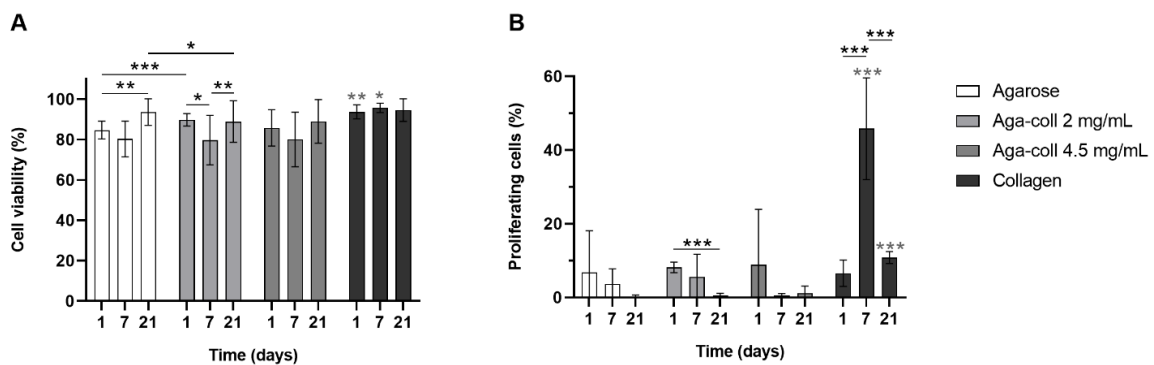 A
B
*
***
**
*
**
**
*
***
***
***
***
***
100
80
60
40
20
0
Cell viability (%)
1 7 21 1 7 21 1 7 21 1 7 21
Time (days)
60
40
20
0
Proliferating cells (%)
1 7 21 1 7 21 1 7 21 1 7 21
Time (days)
Agarose
Aga-coll 2 mg/mL
Aga-coll 4.5 mg/mL
Collagen